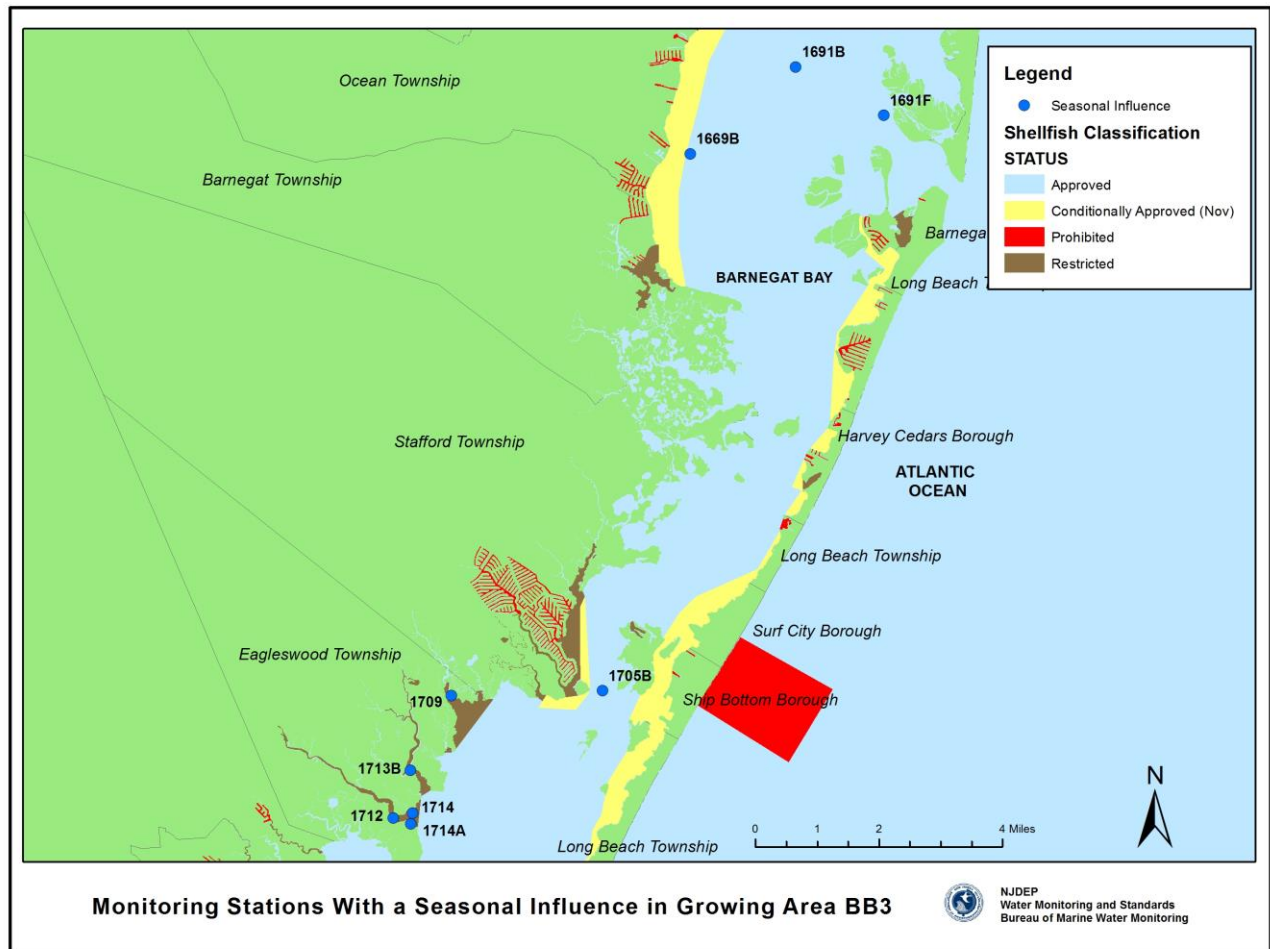 1691B
Legend
Seasonal Influence
Shellfish Classification
STATUS
Approved
Conditionally Approved (Nov)
Prohibited
Restricted
Ocean Township
1691F
1669B
Barnegat Township
Barnega
BARNEGAT BAY
Long Beach T
Stafford Township
Harvey Cedars Borough
ATLANTIC
OCEAN
Long Beach Township
Surf City Borough
Eagleswood Township
1705B
1709
Ship Bottom Borough
1713B
N
1714
1712
1714A
0 1 2 4 Miles
Long Beach Township
Monitoring Stations With a Seasonal Influence in Growing Area BB3
NJDEP
Water Monitoring and Standards
Bureau of Marine Water Monitoring